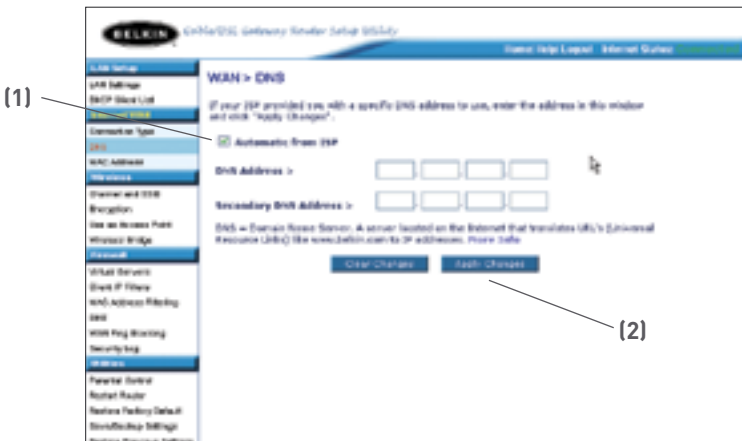 BELKIN Cable/DSL Gateway Router Setup Utility
Home Help Logout Internet Status:
LAN Setup
LAN Settings
DHCP Client List
Internet WAN
Connection Type
DNS
MAC Address
Wireless
Channel and SSID
Encryption
Use as Access Point
Wireless Bridge
Firewall
Virtual Servers
Client IP Filters
MAC Address Filtering
DMZ
WAN Ping Blocking
Security Log
Utilities
Parental Control
Restart Router
Restore Factory Default
Save/Backup Settings
Restore Previous Settings
WAN > DNS
If your ISP provided you with a specific DNS address to use, enter the address in this window
and click "Apply Changes".
(1)
Automatic from ISP
DNS Address >
Secondary DNS Address >
DNS = Domain Name Server. A server located on the Internet that translates URL's (Universal
Resource Links) like www.belkin.com to IP addresses. More Info
Clear Changes
Apply Changes
(2)